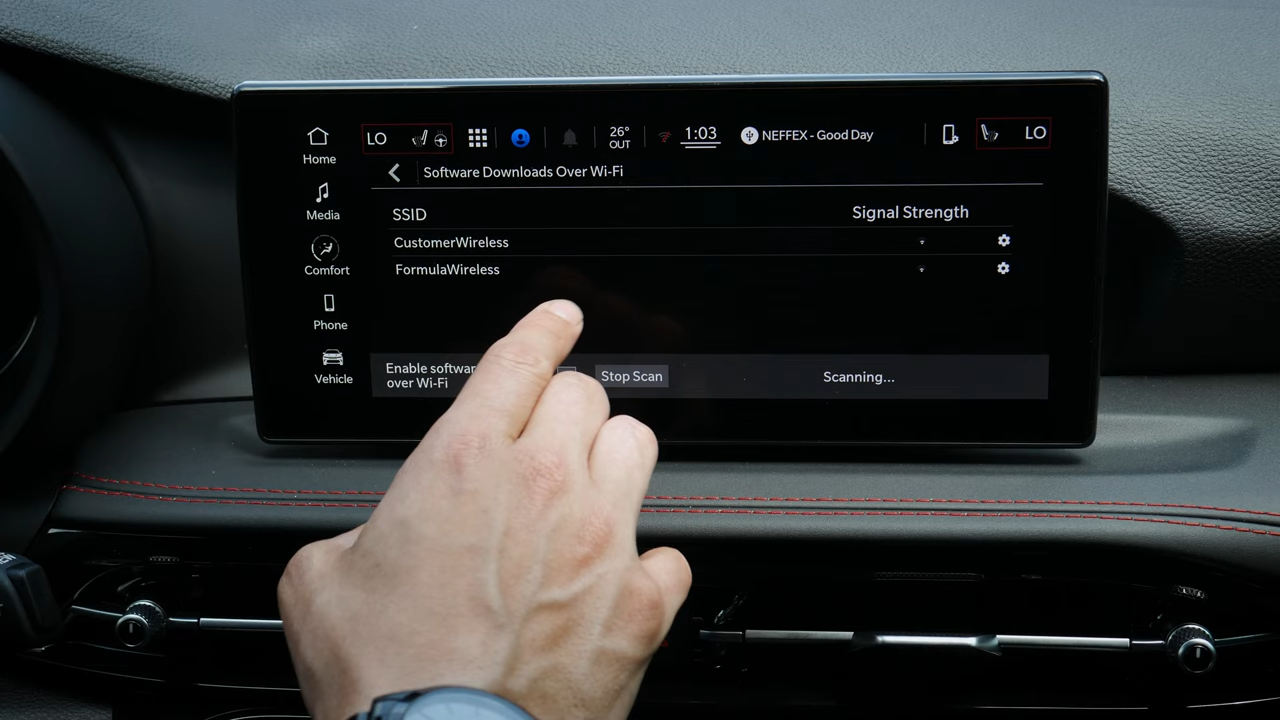 Home
LO
26°
OUT
1:03
NEFFEX - Good Day
LO
Software Downloads Over Wi-Fi
Media
SSID
Signal Strength
CustomerWireless
Comfort
FormulaWireless
Phone
Enable
over Wi-Fi
Stop Scan
Scanning...
Vehicle